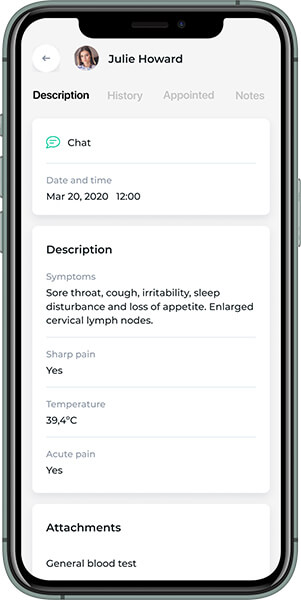 Julie Howard
Description History Appointed Notes
Chat
Date and time
Mar 20, 2020 12:00
Description
Symptoms
Sore throat, cough, irritability, sleep
disturbance and loss of appetite. Enlarged
cervical lymph nodes.
Sharp pain
Yes
Temperature
39,4ºC
Acute pain
Yes
Attachments
General blood test